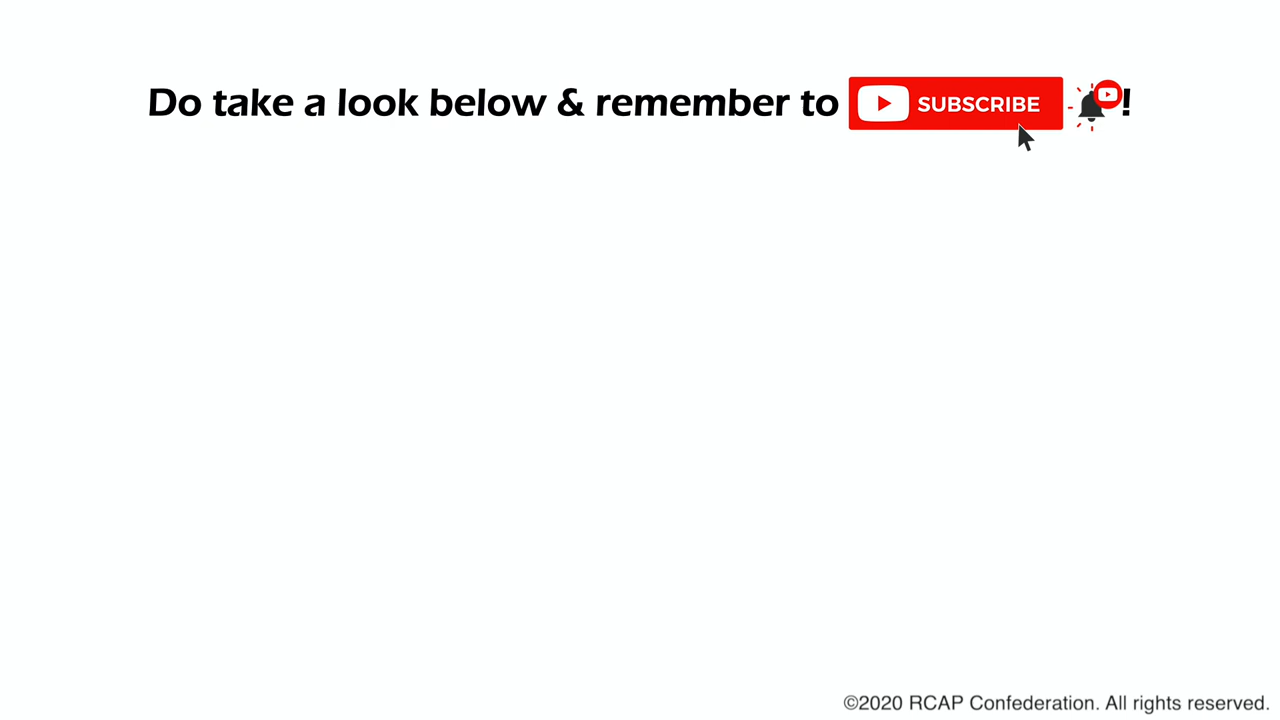 Do take a look below & remember to SUBSCRIBE !
©2020 RCAP Confederation. All rights reserved.